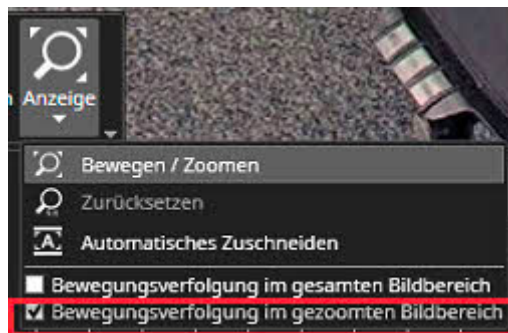 Anzeige
Bewegen / Zoomen
Zurücksetzen
Automatisches Zuschneiden
Bewegungsverfolgung im gesamten Bildbereich
Bewegungsverfolgung im gezoomten Bildbereich